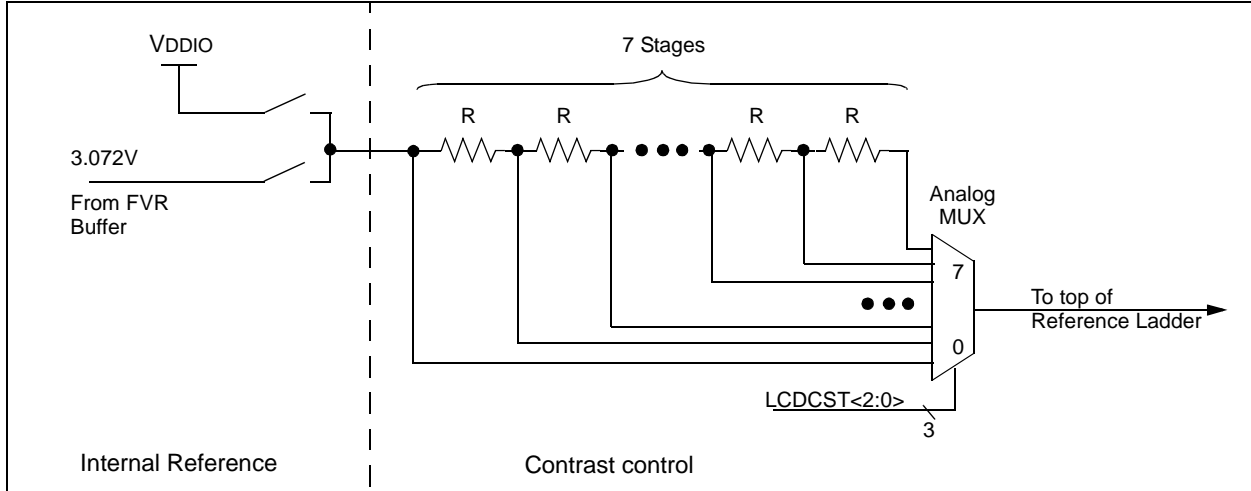 VDDIO
7 Stages
R
R
R
R
3.072V
From FVR
Buffer
Analog
MUX
7
0
To top of
Reference Ladder
LCDCST<2:0>
3
Internal Reference
Contrast control